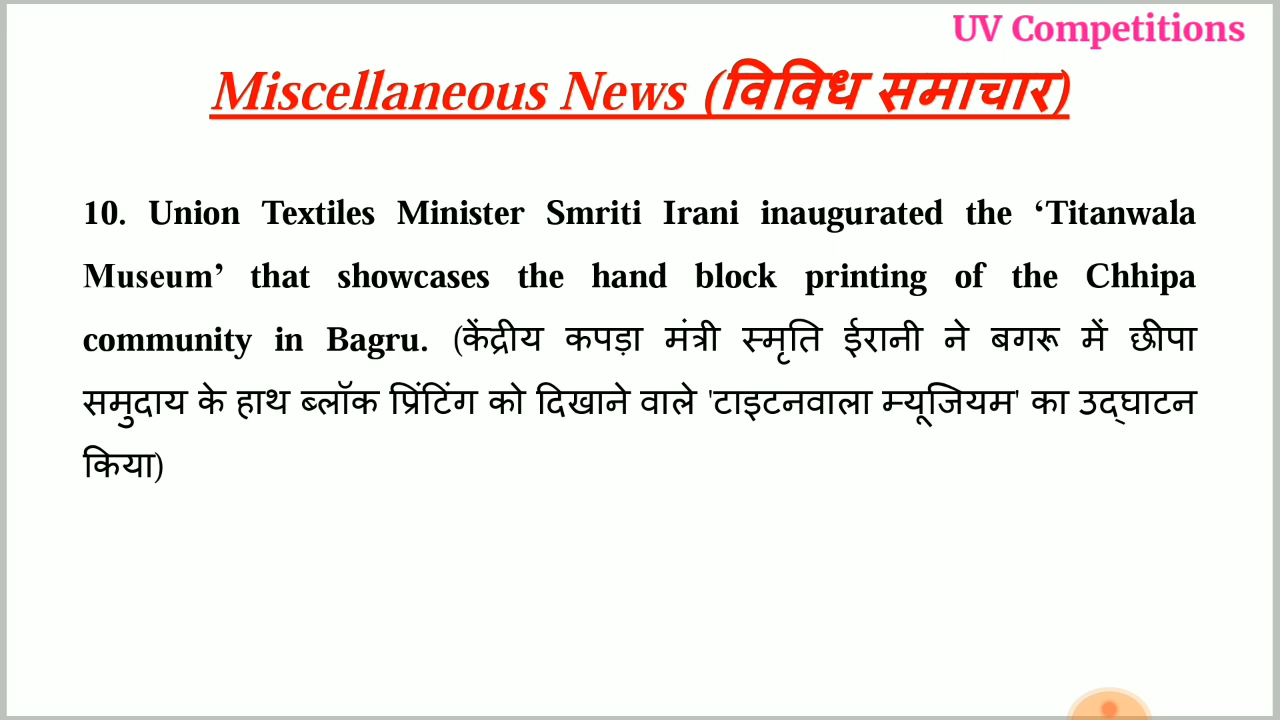 UV Competitions
Miscellaneous News (विविध समाचार)
10. Union Textiles Minister Smriti Irani inaugurated the ‘Titanwala
Museum’ that showcases the hand block printing of the Chhipa
community in Bagru. (केंद्रीय कपड़ा मंत्री स्मृति ईरानी ने बगरू में छीपा
समुदाय के हाथ ब्लॉक प्रिंटिंग को दिखाने वाले 'टाइटनवाला म्यूजियम' का उद्घाटन
किया)